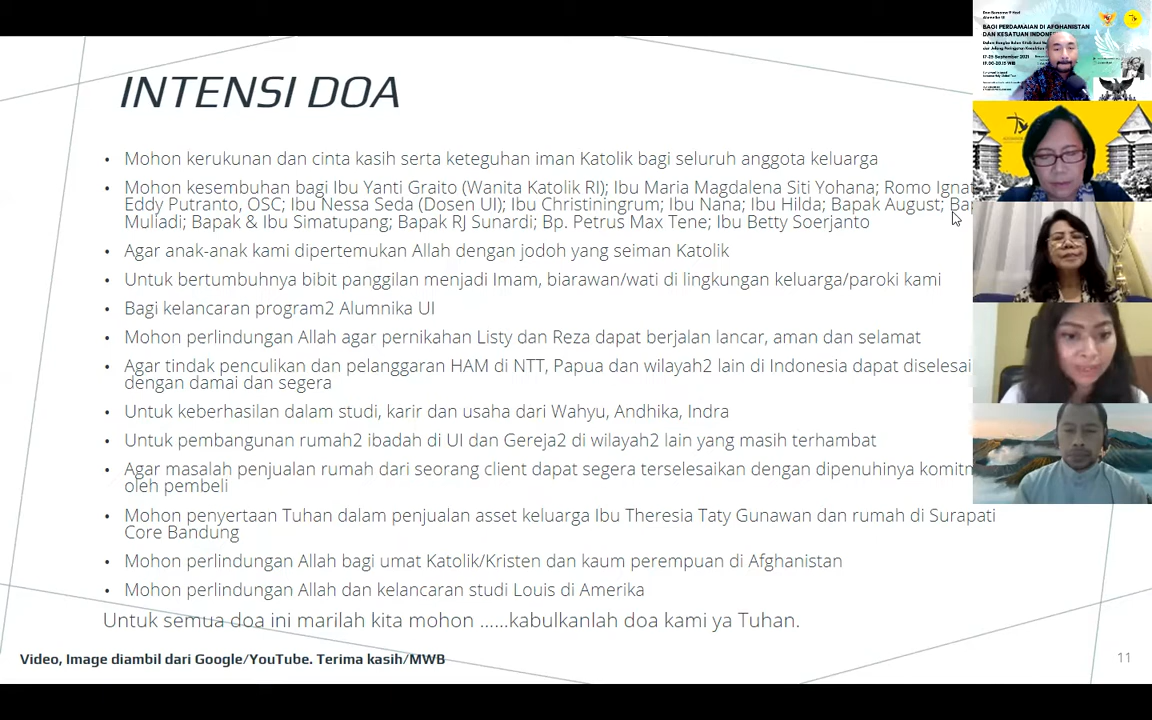 INTENSI DOA
• Mohon kerukunan dan cinta kasih serta keteguhan iman Katolik bagi seluruh anggota keluarga
• Mohon kesembuhan bagi Ibu Yanti Graito (Wanita Katolik RI); Ibu Maria Magdalena Siti Yohana; Romo
Eddy Putranto, OSC; Ibu Nessa Seda (Dosen UI); Ibu Christiningrum; Ibu Nana; Ibu Hilda; Bapak August;
Muliadi; Bapak & Ibu Simatupang; Bapak RJ Sunardi; Bp. Petrus Max Tene; Ibu Betty Soerjanto
• Agar anak-anak kami dipertemukan Allah dengan jodoh yang seiman Katolik
• Untuk bertumbuhnya bibit panggilan menjadi Imam, biarawan/wati di lingkungan keluarga/paroki kami
• Bagi kelancaran program2 Alumnika UI
• Mohon perlindungan Allah agar pernikahan Listy dan Reza dapat berjalan lancar, aman dan selamat
• Agar tindak penculikan dan pelanggaran HAM di NTT, Papua dan wilayah2 lain di Indonesia dapat diselesai
dengan damai dan segera
• Untuk keberhasilan dalam studi, karir dan usaha dari Wahyu, Andhika, Indra
• Untuk pembangunan rumah2 ibadah di UI dan Gereja2 di wilayah2 lain yang masih terhambat
• Agar masalah penjualan rumah dari seorang client dapat segera terselesaikan dengan dipenuhinya
oleh pembeli
• Mohon penyertaan Tuhan dalam penjualan asset keluarga Ibu Theresia Taty Gunawan dan rumah di Surapati
Core Bandung
• Mohon perlindungan Allah bagi umat Katolik/Kristen dan kaum perempuan di Afghanistan
• Mohon perlindungan Allah dan kelancaran studi Louis di Amerika
Untuk semua doa ini marilah kita mohon ......kabulkanlah doa kami ya Tuhan.
Video, Image diambil dari Google/YouTube. Terima kasih/MWB
11
BAGI PERDAMAIAN DI AFGHANISTAN
DAN KESATUAN
17-25 September 2021